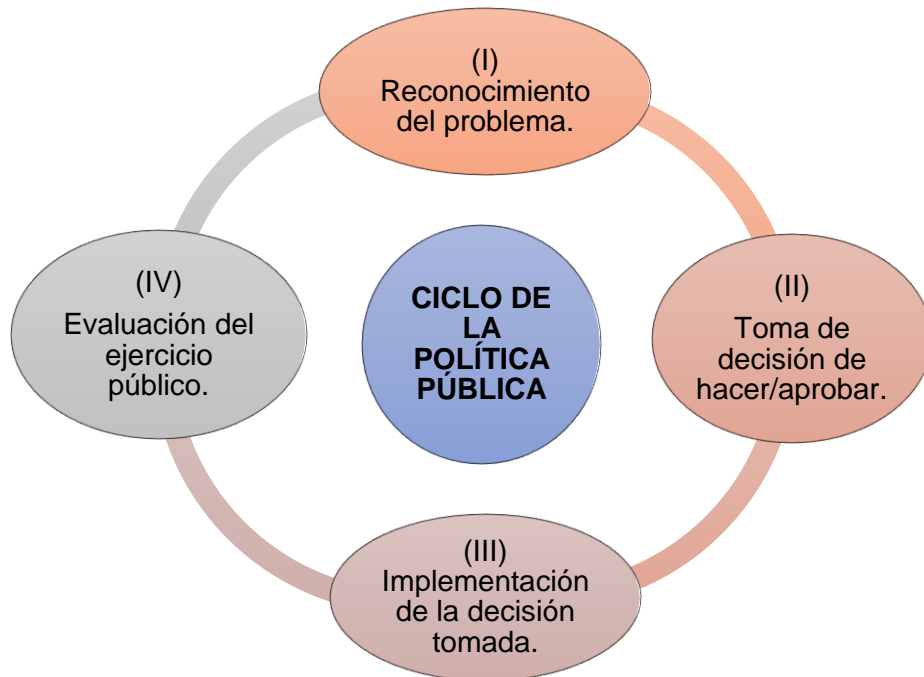 (I)
Reconocimiento
del problema.
(II)
Toma de
decisión de
hacer/aprobar.
(III)
Implementación
de la decisión
tomada.
(IV)
Evaluación del
ejercicio
público.
CICLO DE
LA
POLÍTICA
PÚBLICA